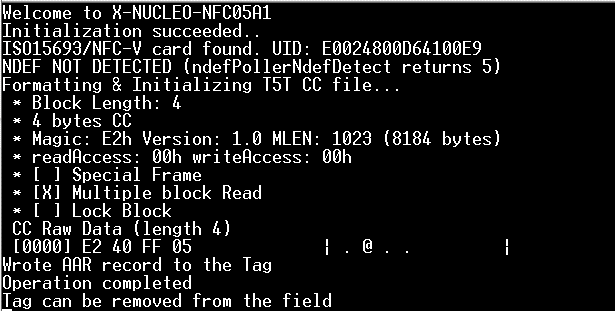 Welcome to X-NUCLEO-NFC05A1
Initialization succeeded..
ISO15693/NFC-V card found. UID: E0024800D64100E9
NDEF NOT DETECTED (ndefPollerNdefDetect returns 5)
Formatting & Initializing T5T CC file...
 * Block Length: 4
 * 4 bytes CC
 * Magic: E2h Version: 1.0 MLEN: 1023 (8184 bytes)
 * readAccess: 00h writeAccess: 00h
 * [ ] Special Frame
 * [X] Multiple block Read
 * [ ] Lock Block
 CC Raw Data (length 4)
 [0000] E2 40 FF 05             | . @ . .         |
Wrote AAR record to the Tag
Operation completed
Tag can be removed from the field